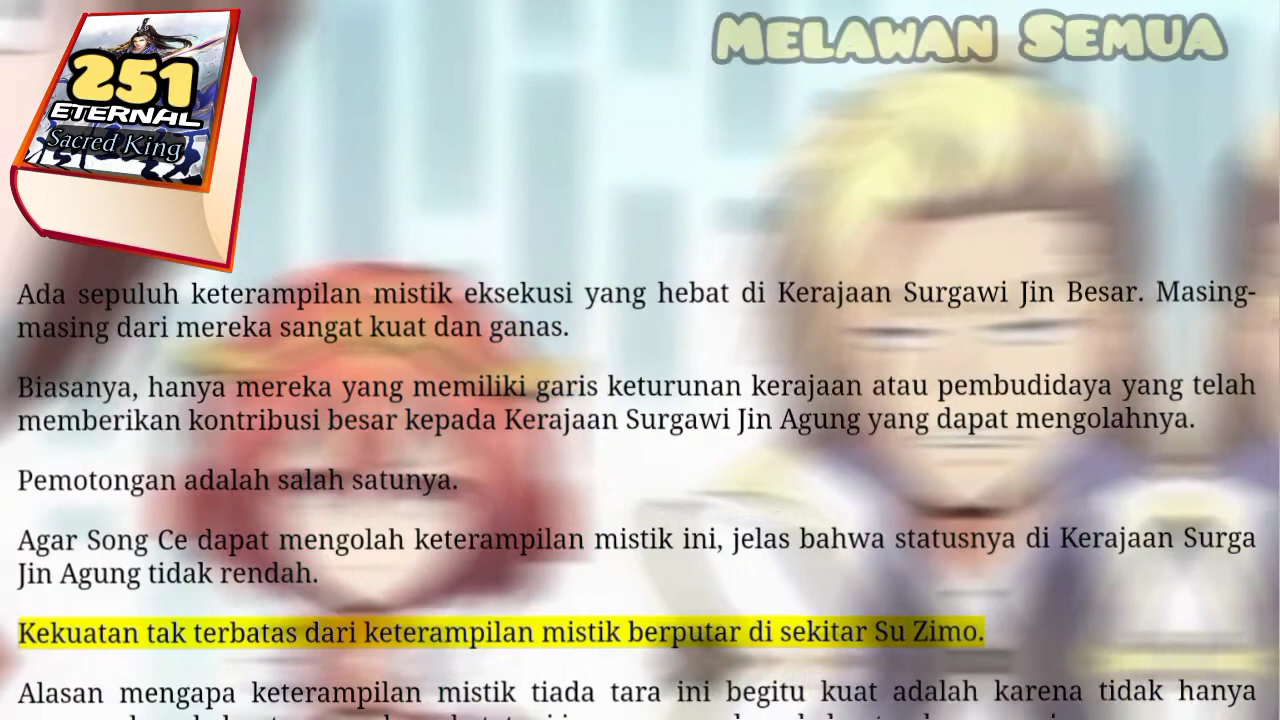 251
ETERNAL
Sacred King
MELAWAN SEMUA
Ada sepuluh keterampilan mistik eksekusi yang hebat di Kerajaan Surgawi Jin Besar. Masing-
masing dari mereka sangat kuat dan ganas.
Biasanya, hanya mereka yang memiliki garis keturunan kerajaan atau pembudidaya yang telah
memberikan kontribusi besar kepada Kerajaan Surgawi Jin Agung yang dapat mengolahnya.
Pemotongan adalah salah satunya.
Agar Song Ce dapat mengolah keterampilan mistik ini, jelas bahwa statusnya di Kerajaan Surga
Jin Agung tidak rendah.
Kekuatan tak terbatas dari keterampilan mistik berputar di sekitar Su Zimo.
Alasan mengapa keterampilan mistik tiada tara ini begitu kuat adalah karena tidak hanya